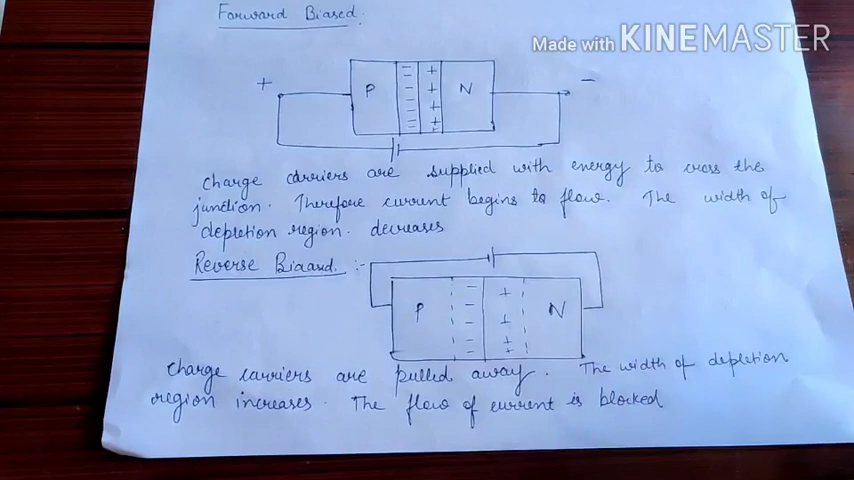 Forward Biased.
Made with KINEMASTER
+ P N −
charge carriers are supplied with energy to cross the
junction. Therefore current begins to flow. The width of
depletion region. decreases
Reverse Biaand. :-
P N
charge carriers are pulled away. The width of depletion
region increases. The flow of current is blocked